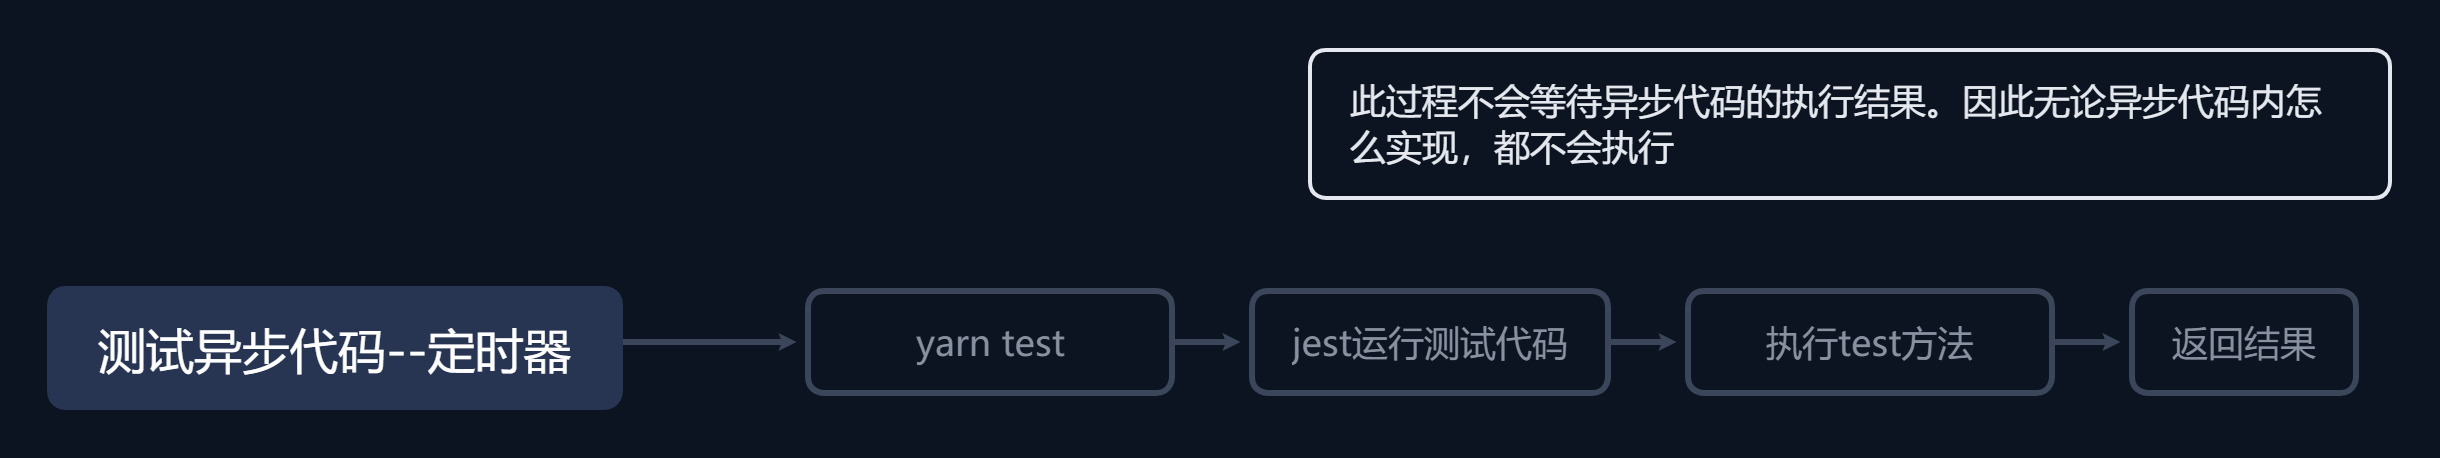 此过程不会等待异步代码的执行结果。因此无论异步代码内怎
么实现，都不会执行
测试异步代码--定时器
yarn test
jest运行测试代码
执行test方法
返回结果